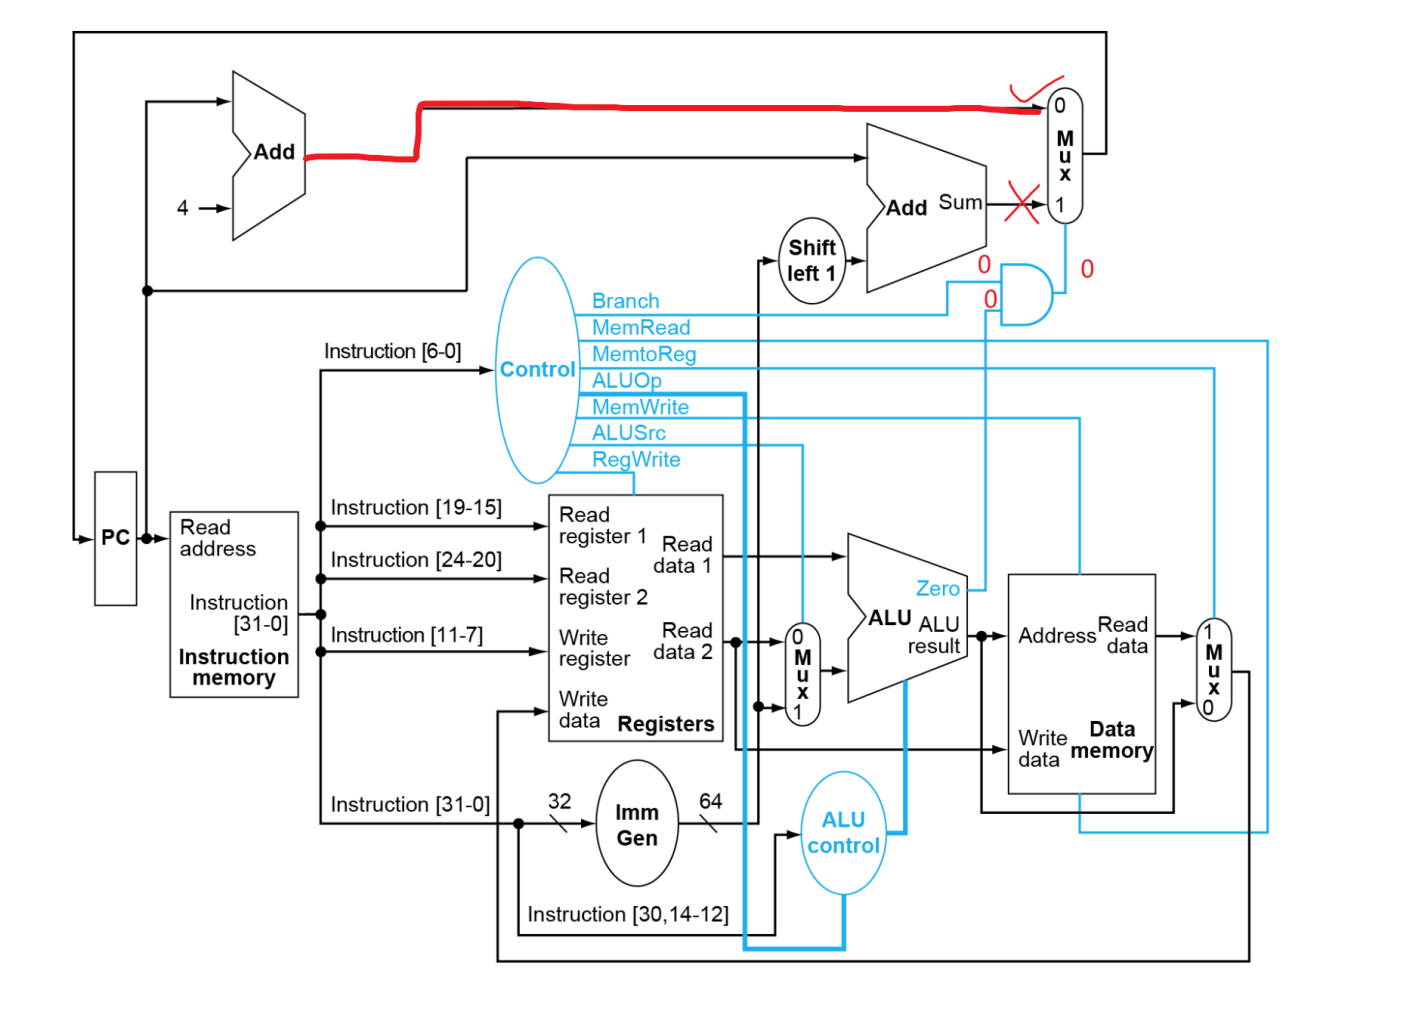 0
Mux
1
Add
4
Add Sum
Shift
left 1
0
0
0
Branch
MemRead
MemtoReg
ALUOp
MemWrite
ALUSrc
RegWrite
Control
Instruction [6-0]
Instruction [19-15]
Instruction [24-20]
Instruction [11-7]
PC
Read
address
Instruction
[31-0]
Instruction
memory
Read
register 1
Read
register 2
Write
register
Write
data
Read
data 1
Read
data 2
Registers
0
Mux
1
Zero
ALU
ALU
result
Address
Read
data
Write
data
Data
memory
1
Mux
0
Instruction [31-0]
32
Imm
Gen
64
ALU
control
Instruction [30,14-12]